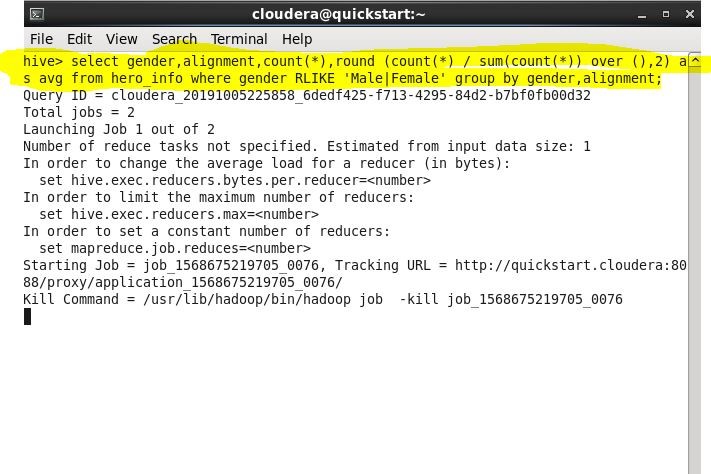 cloudera@quickstart:~
File Edit View Search Terminal Help
hive> select gender,alignment,count(*),round (count(*) / sum(count(*)) over (),2) a
s avg from hero_info where gender RLIKE 'Male|Female' group by gender,alignment;
Query ID = cloudera_20191005225858_6dedf425-f713-4295-84d2-b7bf0fb00d32
Total jobs = 2
Launching Job 1 out of 2
Number of reduce tasks not specified. Estimated from input data size: 1
In order to change the average load for a reducer (in bytes):
  set hive.exec.reducers.bytes.per.reducer=<number>
In order to limit the maximum number of reducers:
  set hive.exec.reducers.max=<number>
In order to set a constant number of reducers:
  set mapreduce.job.reduces=<number>
Starting Job = job_1568675219705_0076, Tracking URL = http://quickstart.cloudera:80
88/proxy/application_1568675219705_0076/
Kill Command = /usr/lib/hadoop/bin/hadoop job  -kill job_1568675219705_0076